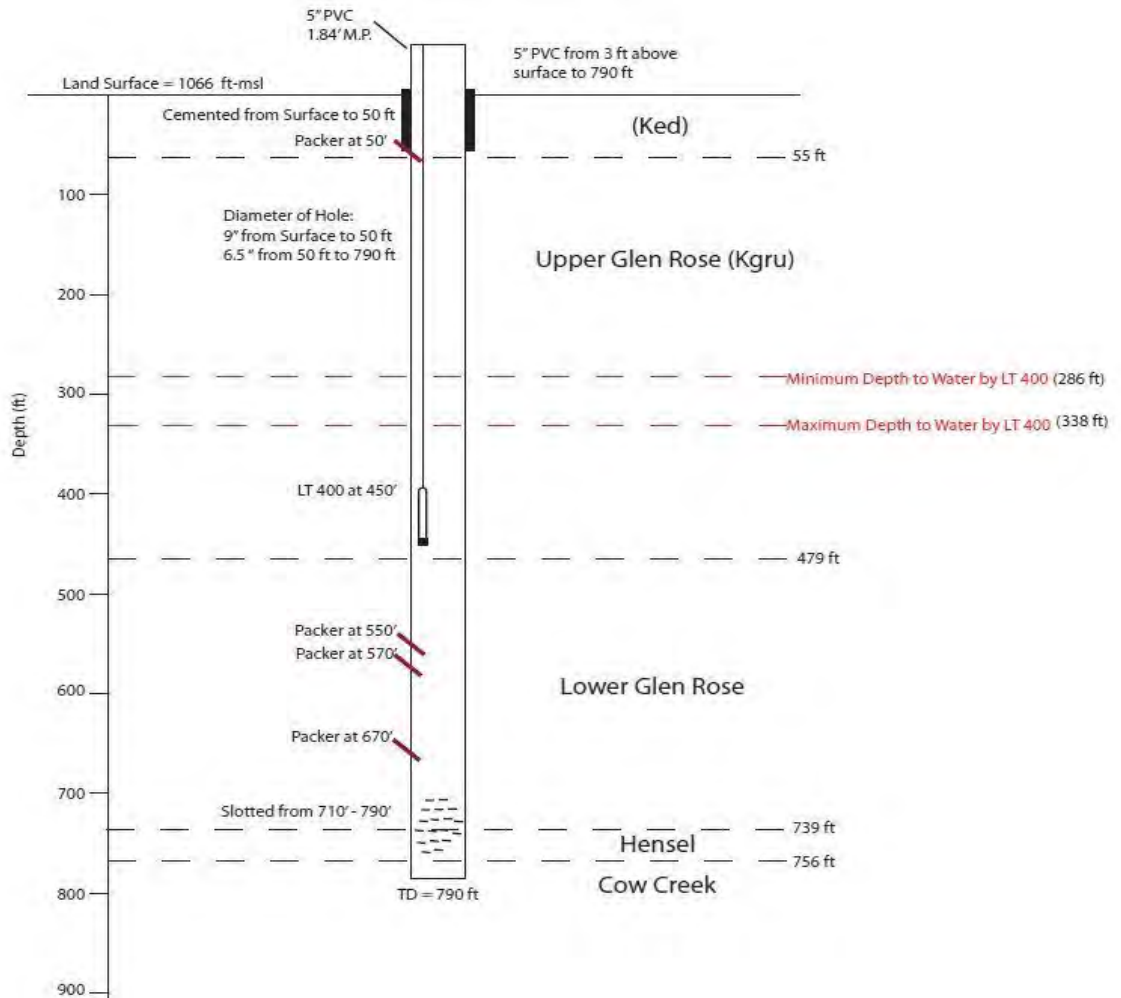 5" PVC
1.84' M.P.
5" PVC from 3 ft above
surface to 790 ft
Land Surface = 1066 ft-msl
Cemented from Surface to 50 ft
(Ked)
Packer at 50'
55 ft
100
Diameter of Hole:
9" from Surface to 50 ft
6.5" from 50 ft to 790 ft
Upper Glen Rose (Kgru)
200
Minimum Depth to Water by LT 400 (286 ft)
300
Depth (ft)
Maximum Depth to Water by LT 400 (338 ft)
LT 400 at 450'
400
479 ft
500
Packer at 550'
Packer at 570'
600
Lower Glen Rose
Packer at 670'
700
Slotted from 710' - 790'
739 ft
Hensel
756 ft
Cow Creek
800
TD = 790 ft
900